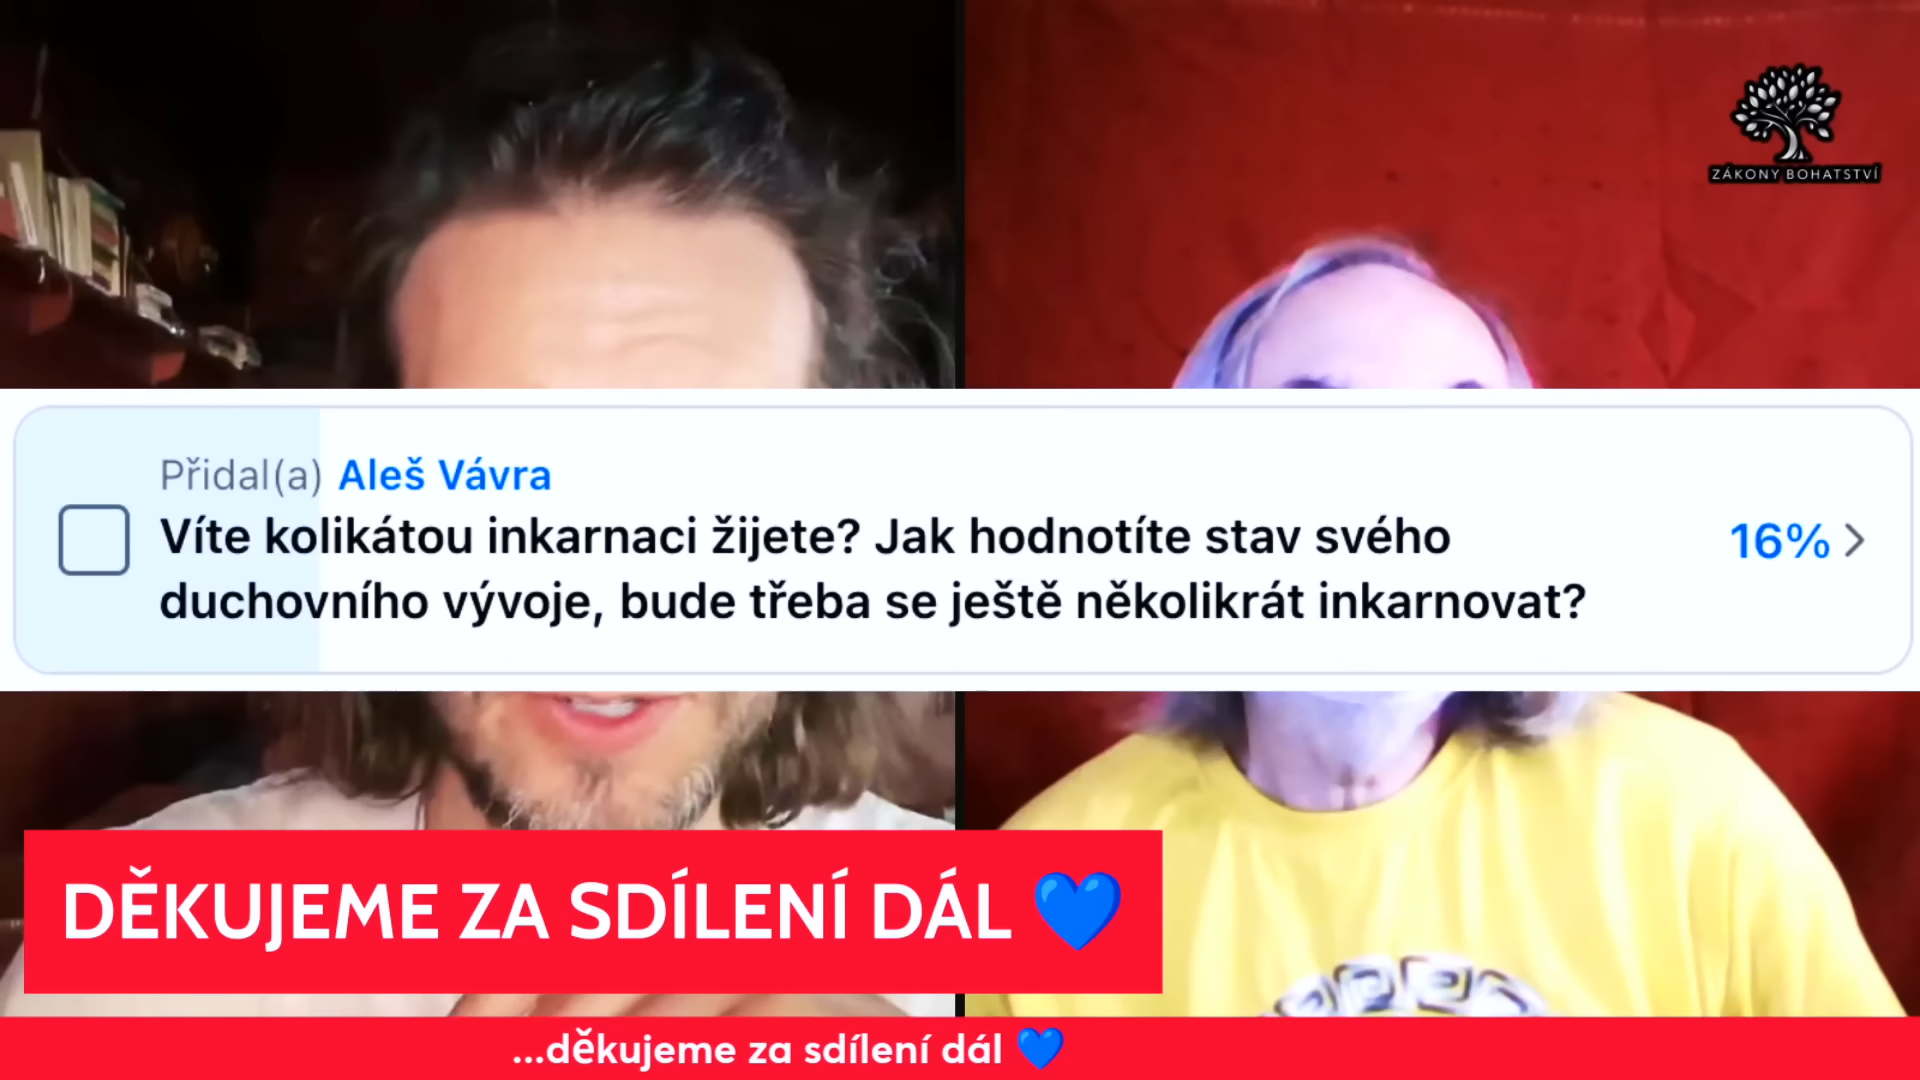 ZÁKONY BOHATSTVÍ
Přidal(a) Aleš Vávra
Víte kolikátou inkarnaci žijete? Jak hodnotíte stav svého
duchovního vývoje, bude třeba se ještě několikrát inkarnovat?
16%
DĚKUJEME ZA SDÍLENÍ DÁL 💙
...děkujeme za sdílení dál 💙